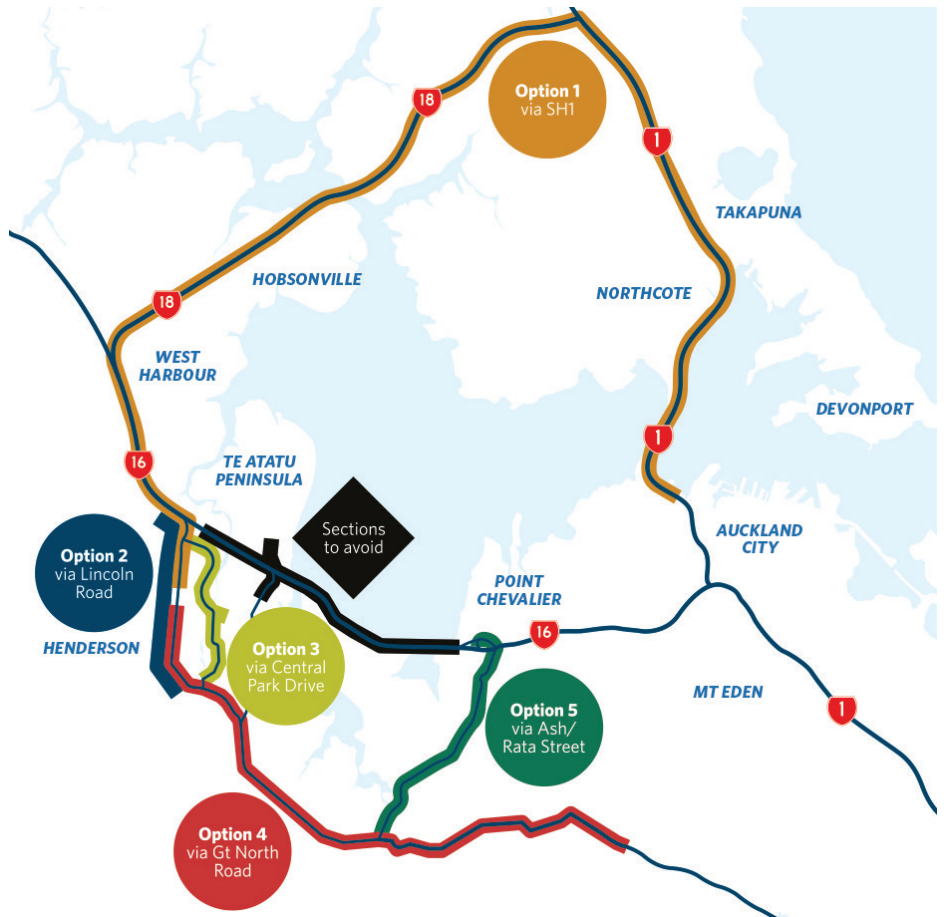 Option 1
via SH1
18
1
TAKAPUNA
HOBSONVILLE
NORTHCOTE
18
WEST
HARBOUR
DEVONPORT
1
16
TE ATATU
PENINSULA
Sections
to avoid
AUCKLAND
CITY
Option 2
via Lincoln
Road
POINT
CHEVALIER
16
HENDERSON
Option 3
via Central
Park Drive
MT EDEN
1
Option 5
via Ash/
Rata Street
Option 4
via Gt North
Road